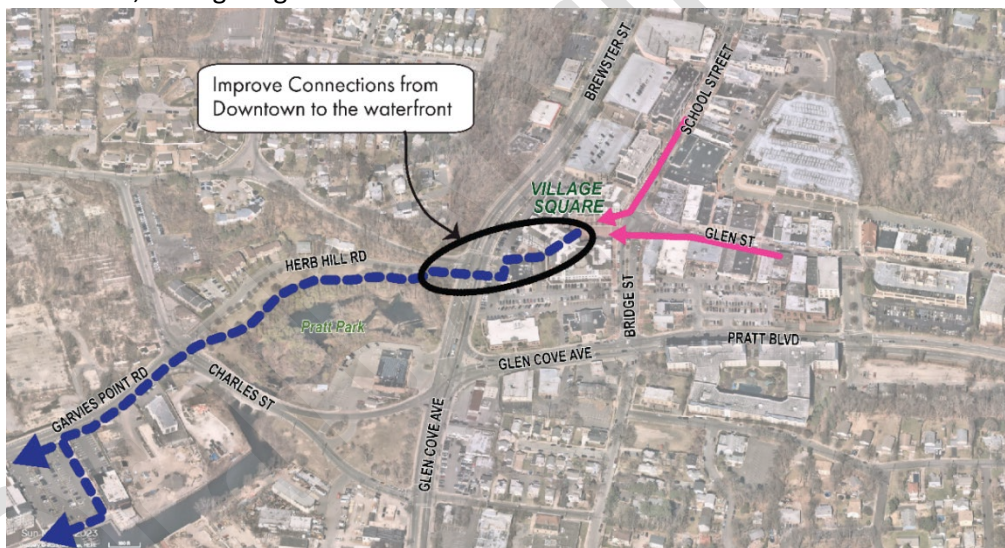 BREWSTER ST.
SCHOOL STREET
Improve Connections from
Downtown to the waterfront
VILLAGE
SQUARE
GLEN ST.
HERB HILL RD
BRIDGE ST
Pratt Park
PRATT BLVD
GLEN COVE AVE
CHARLES ST
GARVIES POINT RD
GLEN COVE AVE